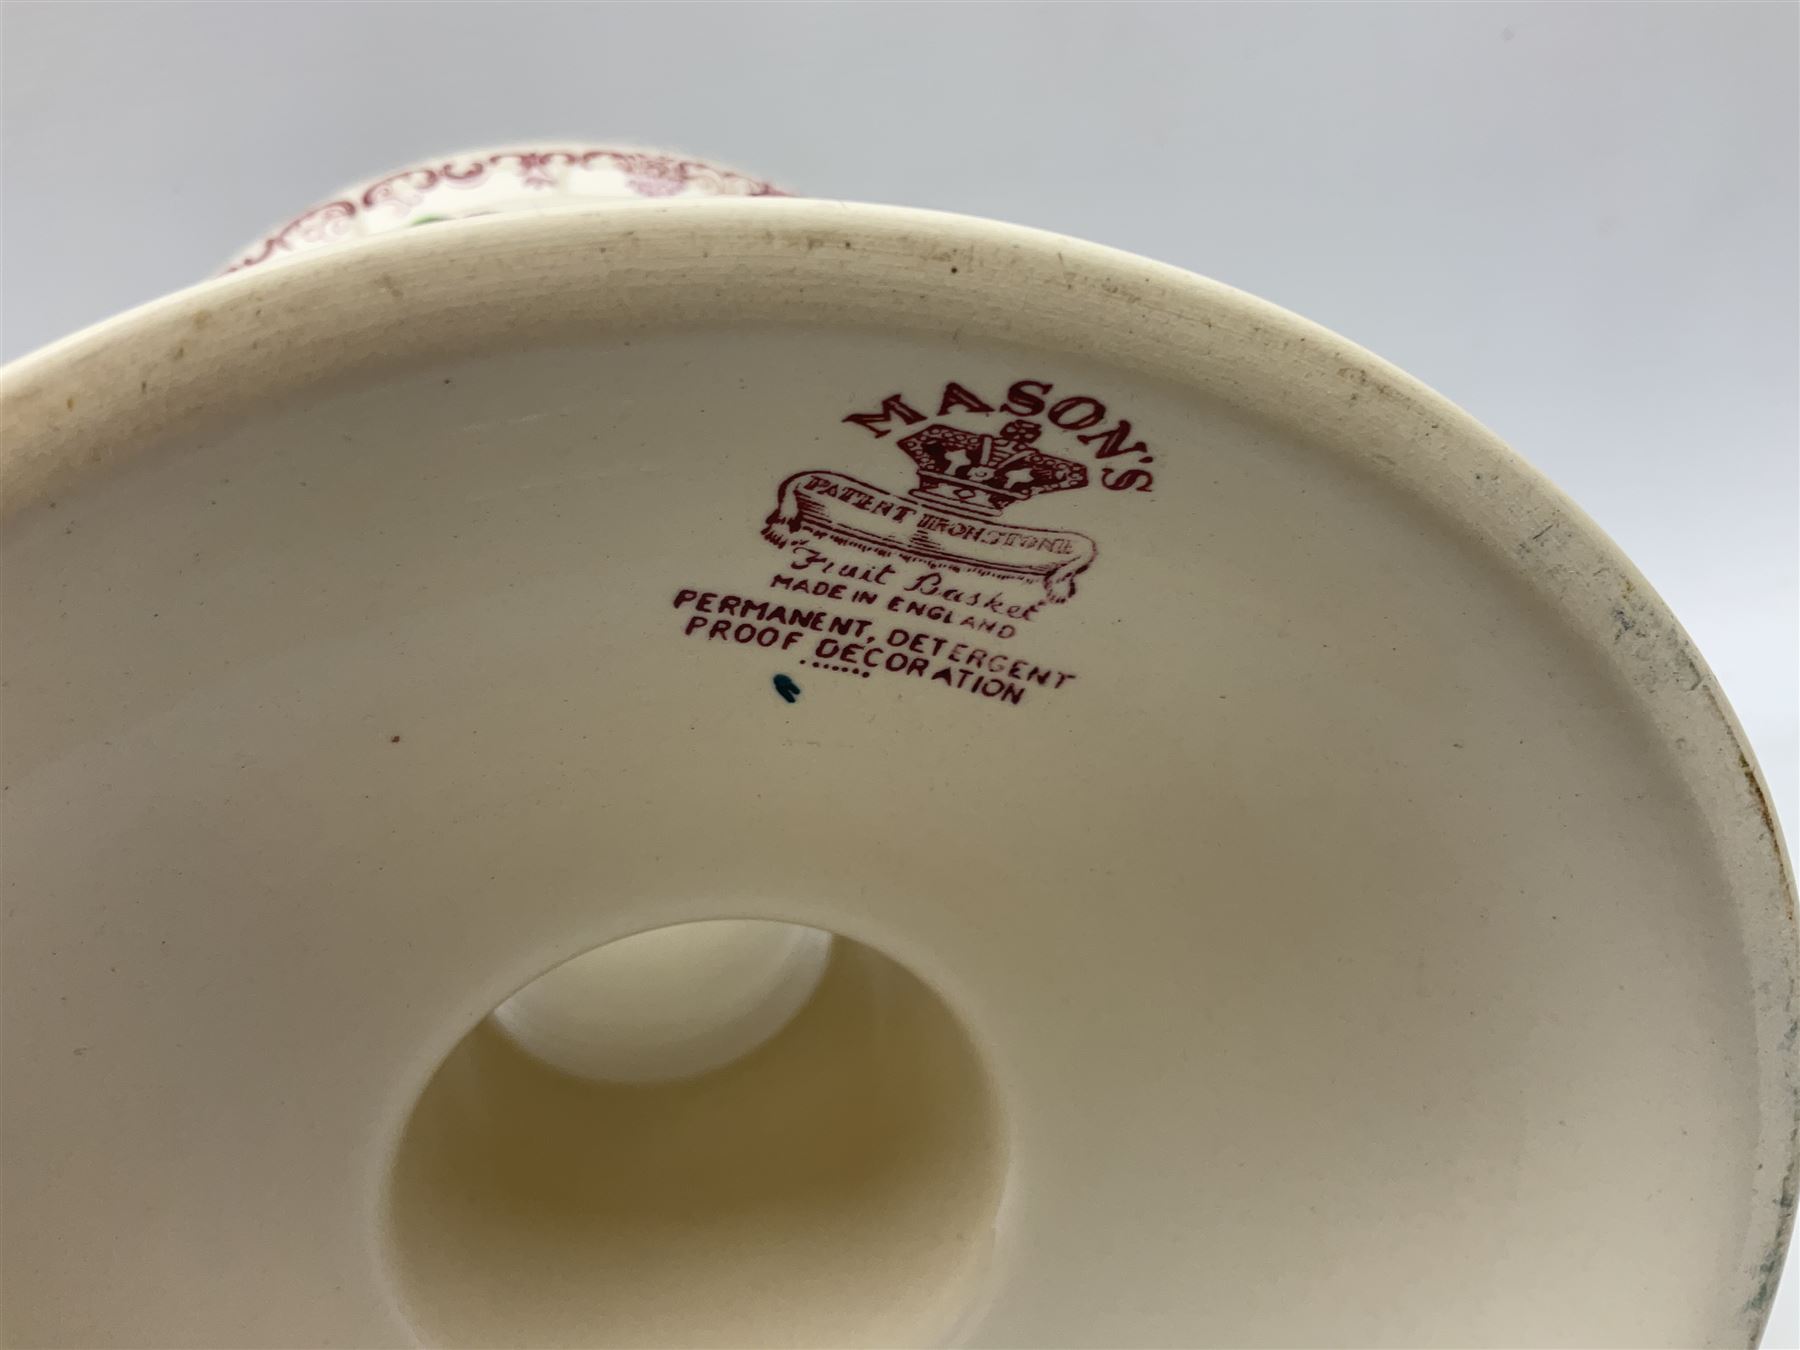 MASON'S
PATENT IRONSTONE
Fruit Basket
MADE IN ENGLAND
PERMANENT, DETERGENT
PROOF DECORATION